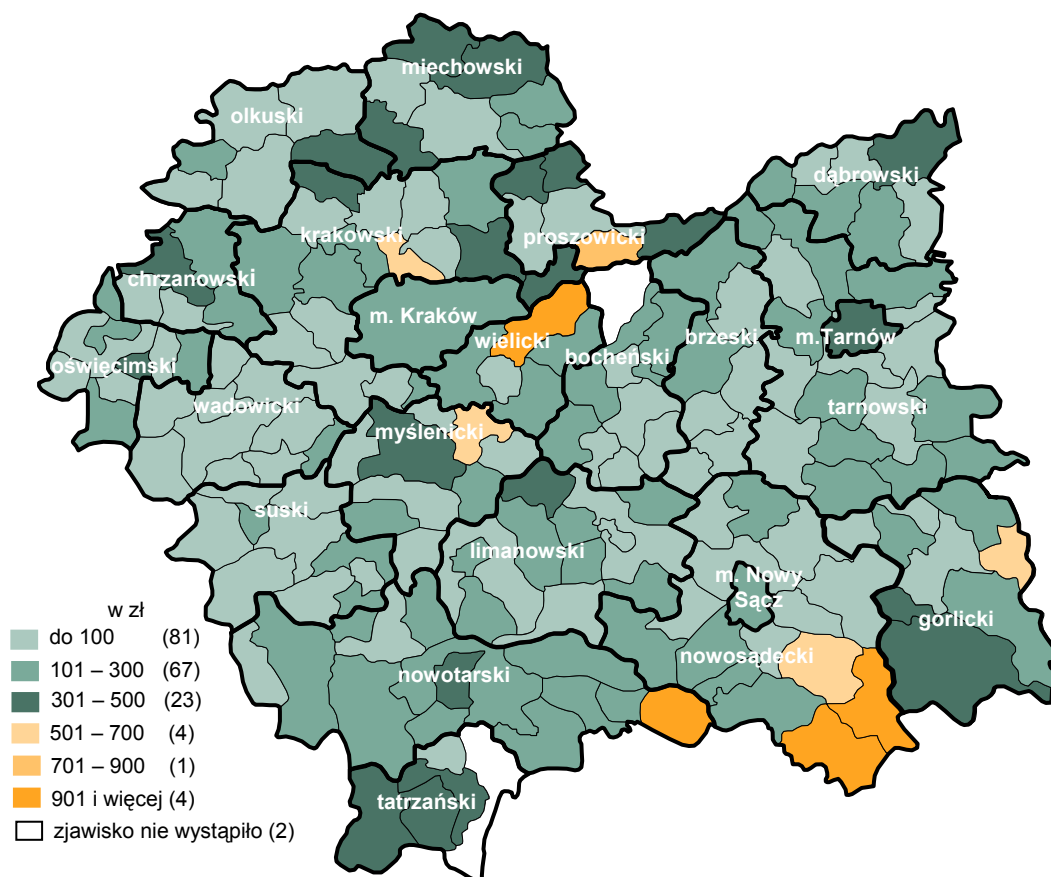 miechowski
olkuski
dąbrowski
krakowski
proszowicki
chrzanowski
m. Kraków
wielicki
bocheński
brzeski
m.Tarnów
oświęcimski
wadowicki
myślenicki
tarnowski
suski
limanowski
m. Nowy
Sącz
gorlicki
nowosądecki
nowotarski
tatrzański
w zł
do 100 (81)
101 – 300 (67)
301 – 500 (23)
501 – 700 (4)
701 – 900 (1)
901 i więcej (4)
zjawisko nie wystąpiło (2)